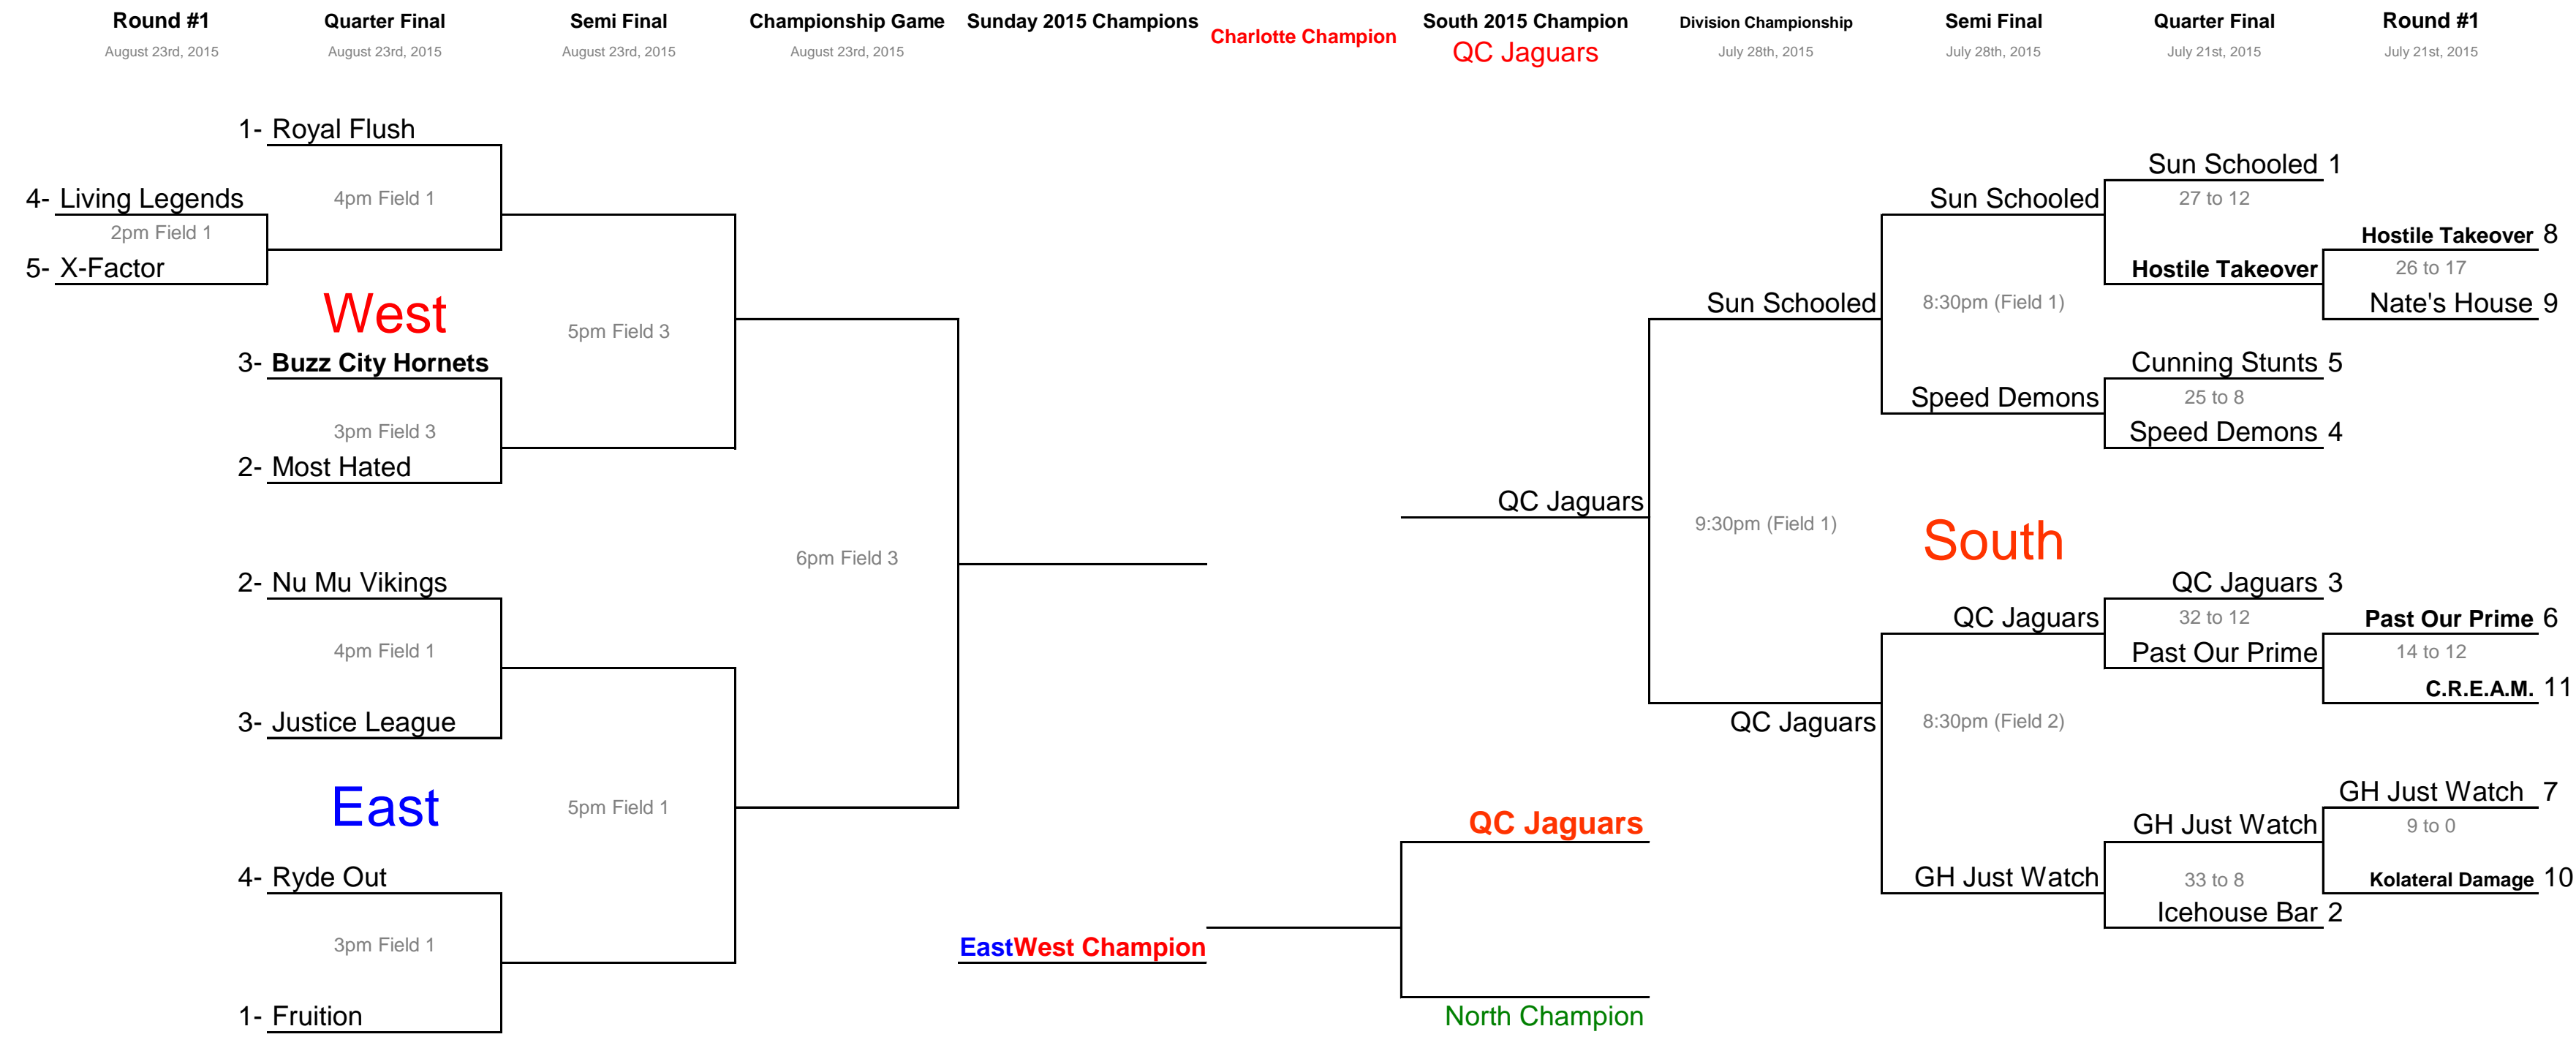 Round #1 Quarter Final Semi Final Championship Game Sunday 2015 Champions Charlotte Champion South 2015 Champion Division Championship Semi Final Quarter Final Round #1
August 23rd, 2015 August 23rd, 2015 August 23rd, 2015 August 23rd, 2015 QC Jaguars July 28th, 2015 July 28th, 2015 July 21st, 2015 July 21st, 2015
1- Royal Flush
4- Living Legends
4pm Field 1
2pm Field 1
5- X-Factor
West
5pm Field 3
3- Buzz City Hornets
3pm Field 3
2- Most Hated
6pm Field 3
2- Nu Mu Vikings
4pm Field 1
3- Justice League
East
5pm Field 1
4- Ryde Out
3pm Field 1
1- Fruition
EastWest Champion
QC Jaguars
QC Jaguars
North Champion
Sun Schooled 1
Sun Schooled
27 to 12
Hostile Takeover 8
Hostile Takeover
26 to 17
Nate's House 9
Sun Schooled
8:30pm (Field 1)
Cunning Stunts 5
Speed Demons
25 to 8
Speed Demons 4
9:30pm (Field 1)
South
QC Jaguars 3
QC Jaguars
32 to 12
Past Our Prime 6
Past Our Prime
14 to 12
C.R.E.A.M. 11
QC Jaguars
8:30pm (Field 2)
GH Just Watch 7
GH Just Watch
9 to 0
GH Just Watch
33 to 8
Kolateral Damage 10
Icehouse Bar 2